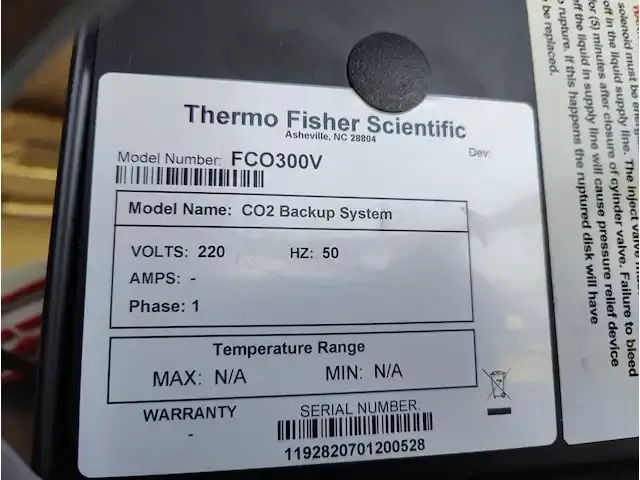 Thermo Fisher Scientific
Asheville, NC 28804
Dev:
Model Number: FCO300V
Model Name: CO2 Backup System
VOLTS: 220 HZ: 50
AMPS: -
Phase: 1
Temperature Range
MAX: N/A MIN: N/A
WARRANTY
-
SERIAL NUMBER:
1192820701200528
solenoid must be
off in the liquid supply line. The inject valve
for (5) minutes after closure of cylinder valve. Failure to bleed
off the liquid in supply line will cause pressure relief device
to rupture. If this happens the ruptured disk will have
be replaced.